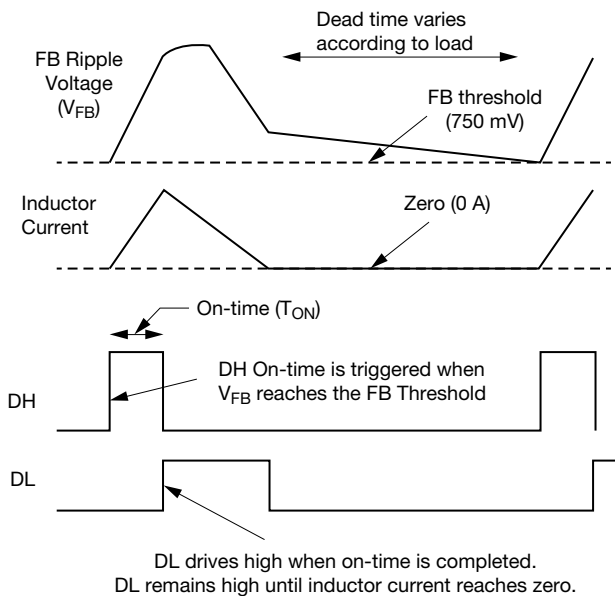 Dead time varies
according to load
FB Ripple
Voltage
(VFB)
FB threshold
(750 mV)
Inductor
Current
Zero (0 A)
On-time (TON)
DH On-time is triggered when
VFB reaches the FB Threshold
DH
DL
DL drives high when on-time is completed.
DL remains high until inductor current reaches zero.